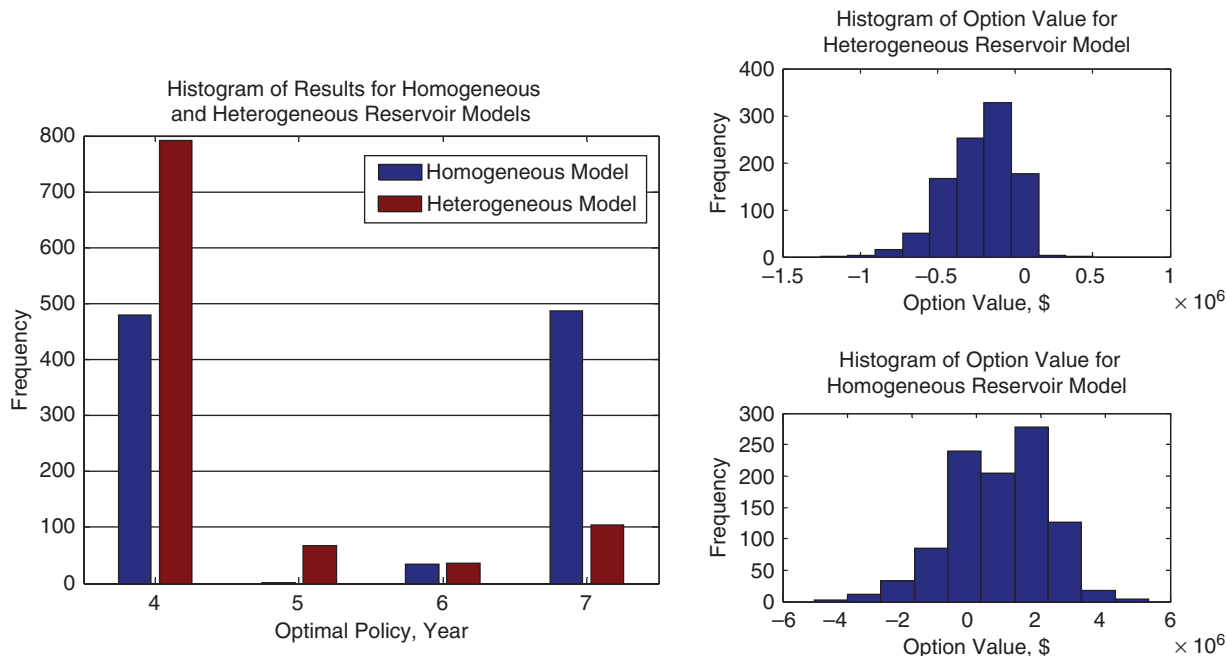 Histogram of Results for Homogeneous
and Heterogeneous Reservoir Models
800
700
600
500
400
300
200
100
0
Frequency
Homogeneous Model
Heterogeneous Model
4 5 6 7
Optimal Policy, Year
Histogram of Option Value for
Heterogeneous Reservoir Model
400
300
200
100
0
Frequency
−1.5 −1 −0.5 0 0.5 1
Option Value, $ × 10⁶
Histogram of Option Value for
Homogeneous Reservoir Model
300
250
200
150
100
50
0
Frequency
−6 −4 −2 0 2 4 6
Option Value, $ × 10⁶